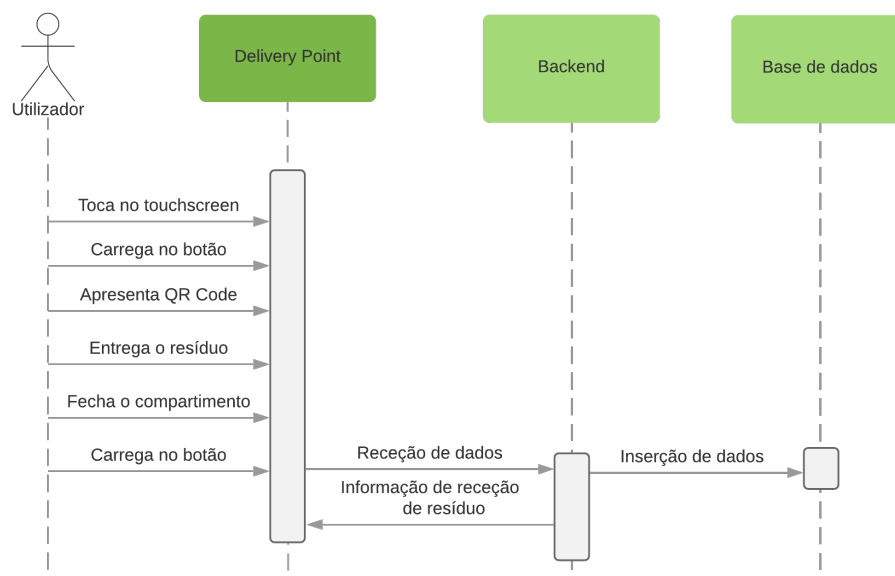 Utilizador
Delivery Point
Backend
Base de dados
Toca no touchscreen
Carrega no botão
Apresenta QR Code
Entrega o resíduo
Fecha o compartimento
Carrega no botão
Receção de dados
Inserção de dados
Informação de receção
de resíduo